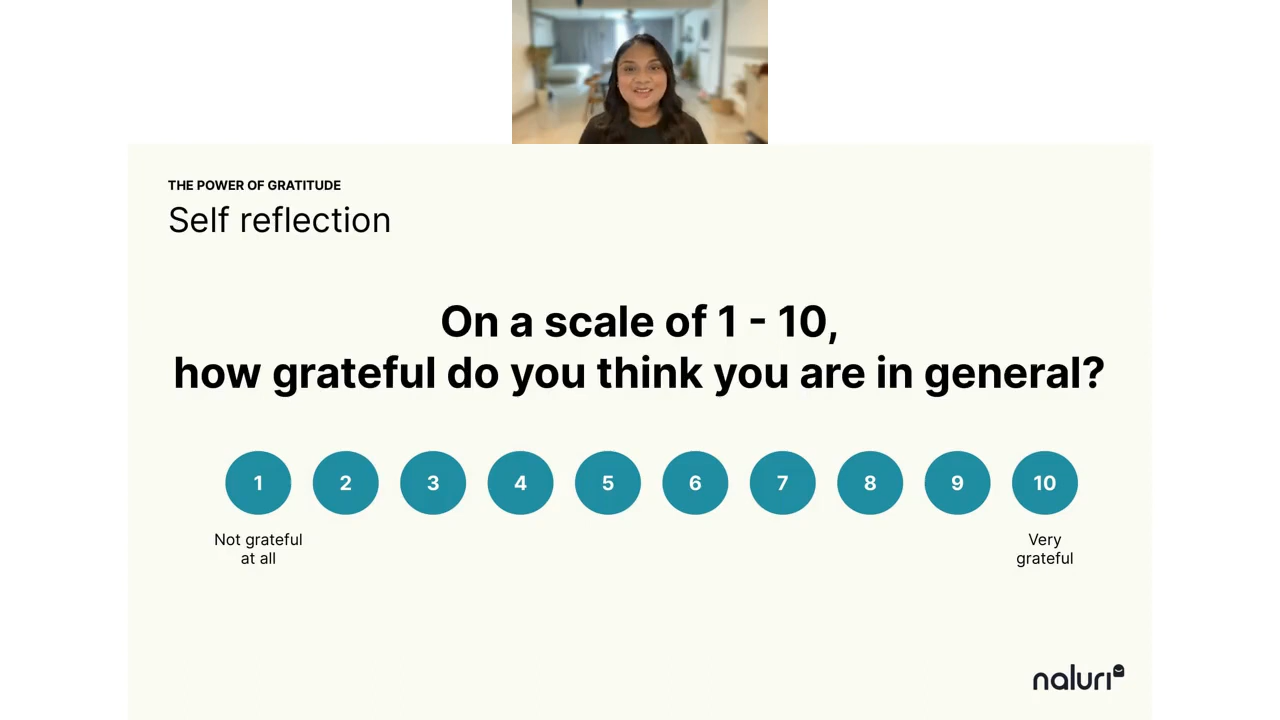 THE POWER OF GRATITUDE
Self reflection
On a scale of 1 - 10,
how grateful do you think you are in general?
1 2 3 4 5 6 7 8 9 10
Not grateful
at all
Very
grateful
naluri